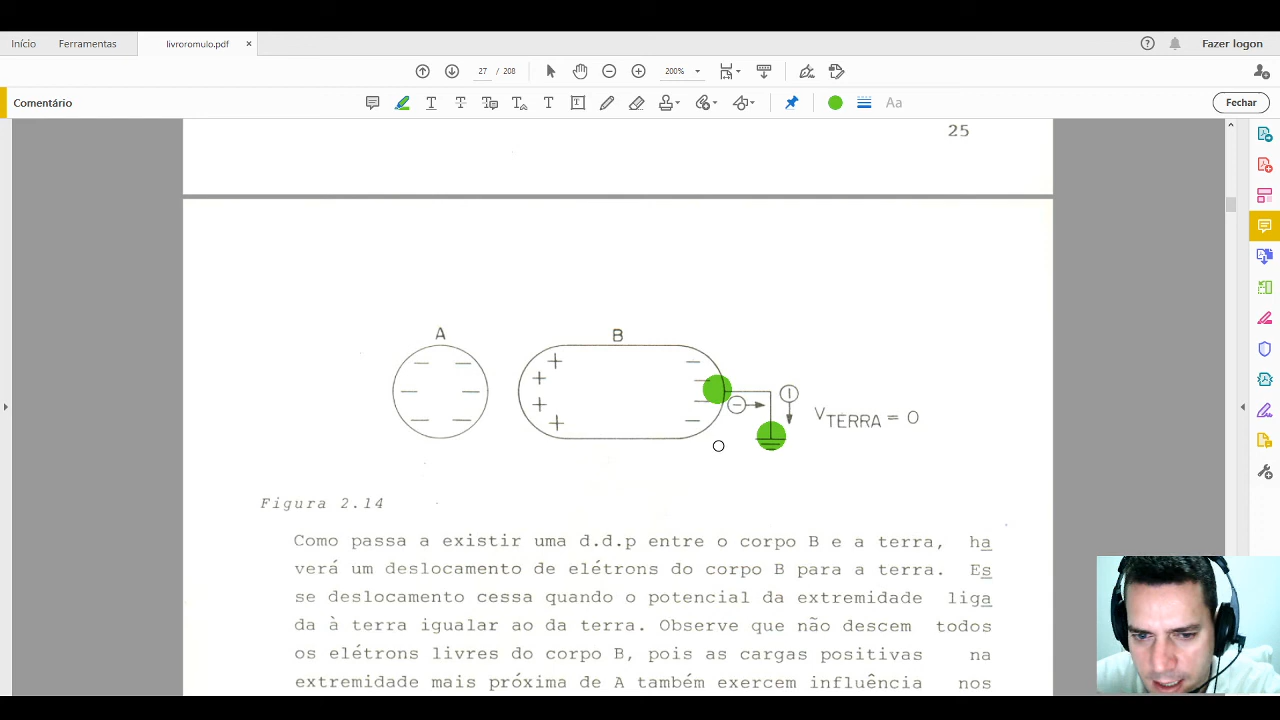 Início Ferramentas livroromulo.pdf × Fazer logon
27 / 208 200%
Comentário Aa Fechar
25
A B
VTERRA = 0
Figura 2.14
Como passa a existir uma d.d.p entre o corpo B e a terra, ha
verá um deslocamento de elétrons do corpo B para a terra. Es
se deslocamento cessa quando o potencial da extremidade liga
da à terra igualar ao da terra. Observe que não descem todos
os elétrons livres do corpo B, pois as cargas positivas na
extremidade mais próxima de A também exercem influência nos